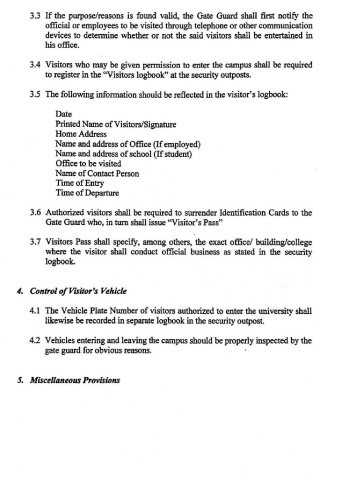 3.3 If the purpose/reasons is found valid, the Gate Guard shall first notify the
official or employees to be visited through telephone or other communication
devices to determine whether or not the said visitors shall be entertained in
his office.
3.4 Visitors who may be given permission to enter the campus shall be required
to register in the "Visitors logbook" at the security outposts.
3.5 The following information should be reflected in the visitor's logbook:
Date
Printed Name of Visitors/Signature
Home Address
Name and address of Office (If employed)
Name and address of school (If student)
Office to be visited
Name of Contact Person
Time of Entry
Time of Departure
3.6 Authorized visitors shall be required to surrender Identification Cards to the
Gate Guard who, in turn shall issue "Visitor's Pass"
3.7 Visitors Pass shall specify, among others, the exact office/ building/college
where the visitor shall conduct official business as stated in the security
logbook.
4. Control of Visitor's Vehicle
4.1 The Vehicle Plate Number of visitors authorized to enter the university shall
likewise be recorded in separate logbook in the security outpost.
4.2 Vehicles entering and leaving the campus should be properly inspected by the
gate guard for obvious reasons.
5. Miscellaneous Provisions